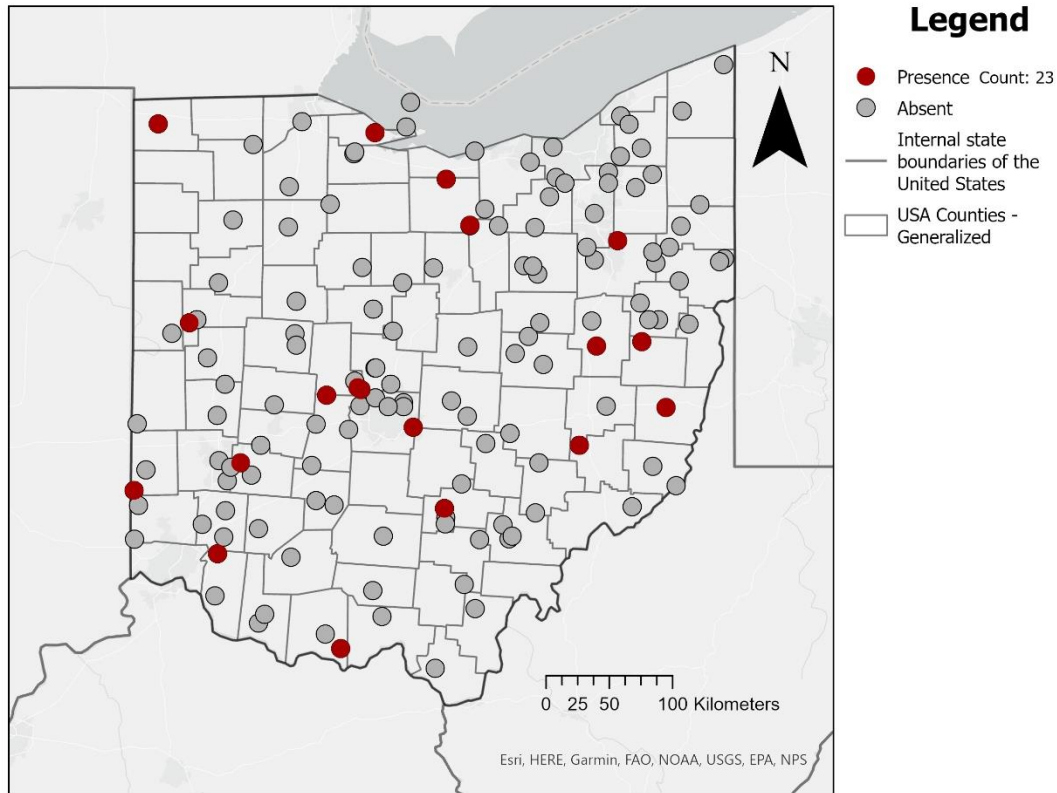 Legend
N
Presence Count: 23
Absent
Internal state
boundaries of the
United States
USA Counties -
Generalized
0 25 50 100 Kilometers
Esri, HERE, Garmin, FAO, NOAA, USGS, EPA, NPS